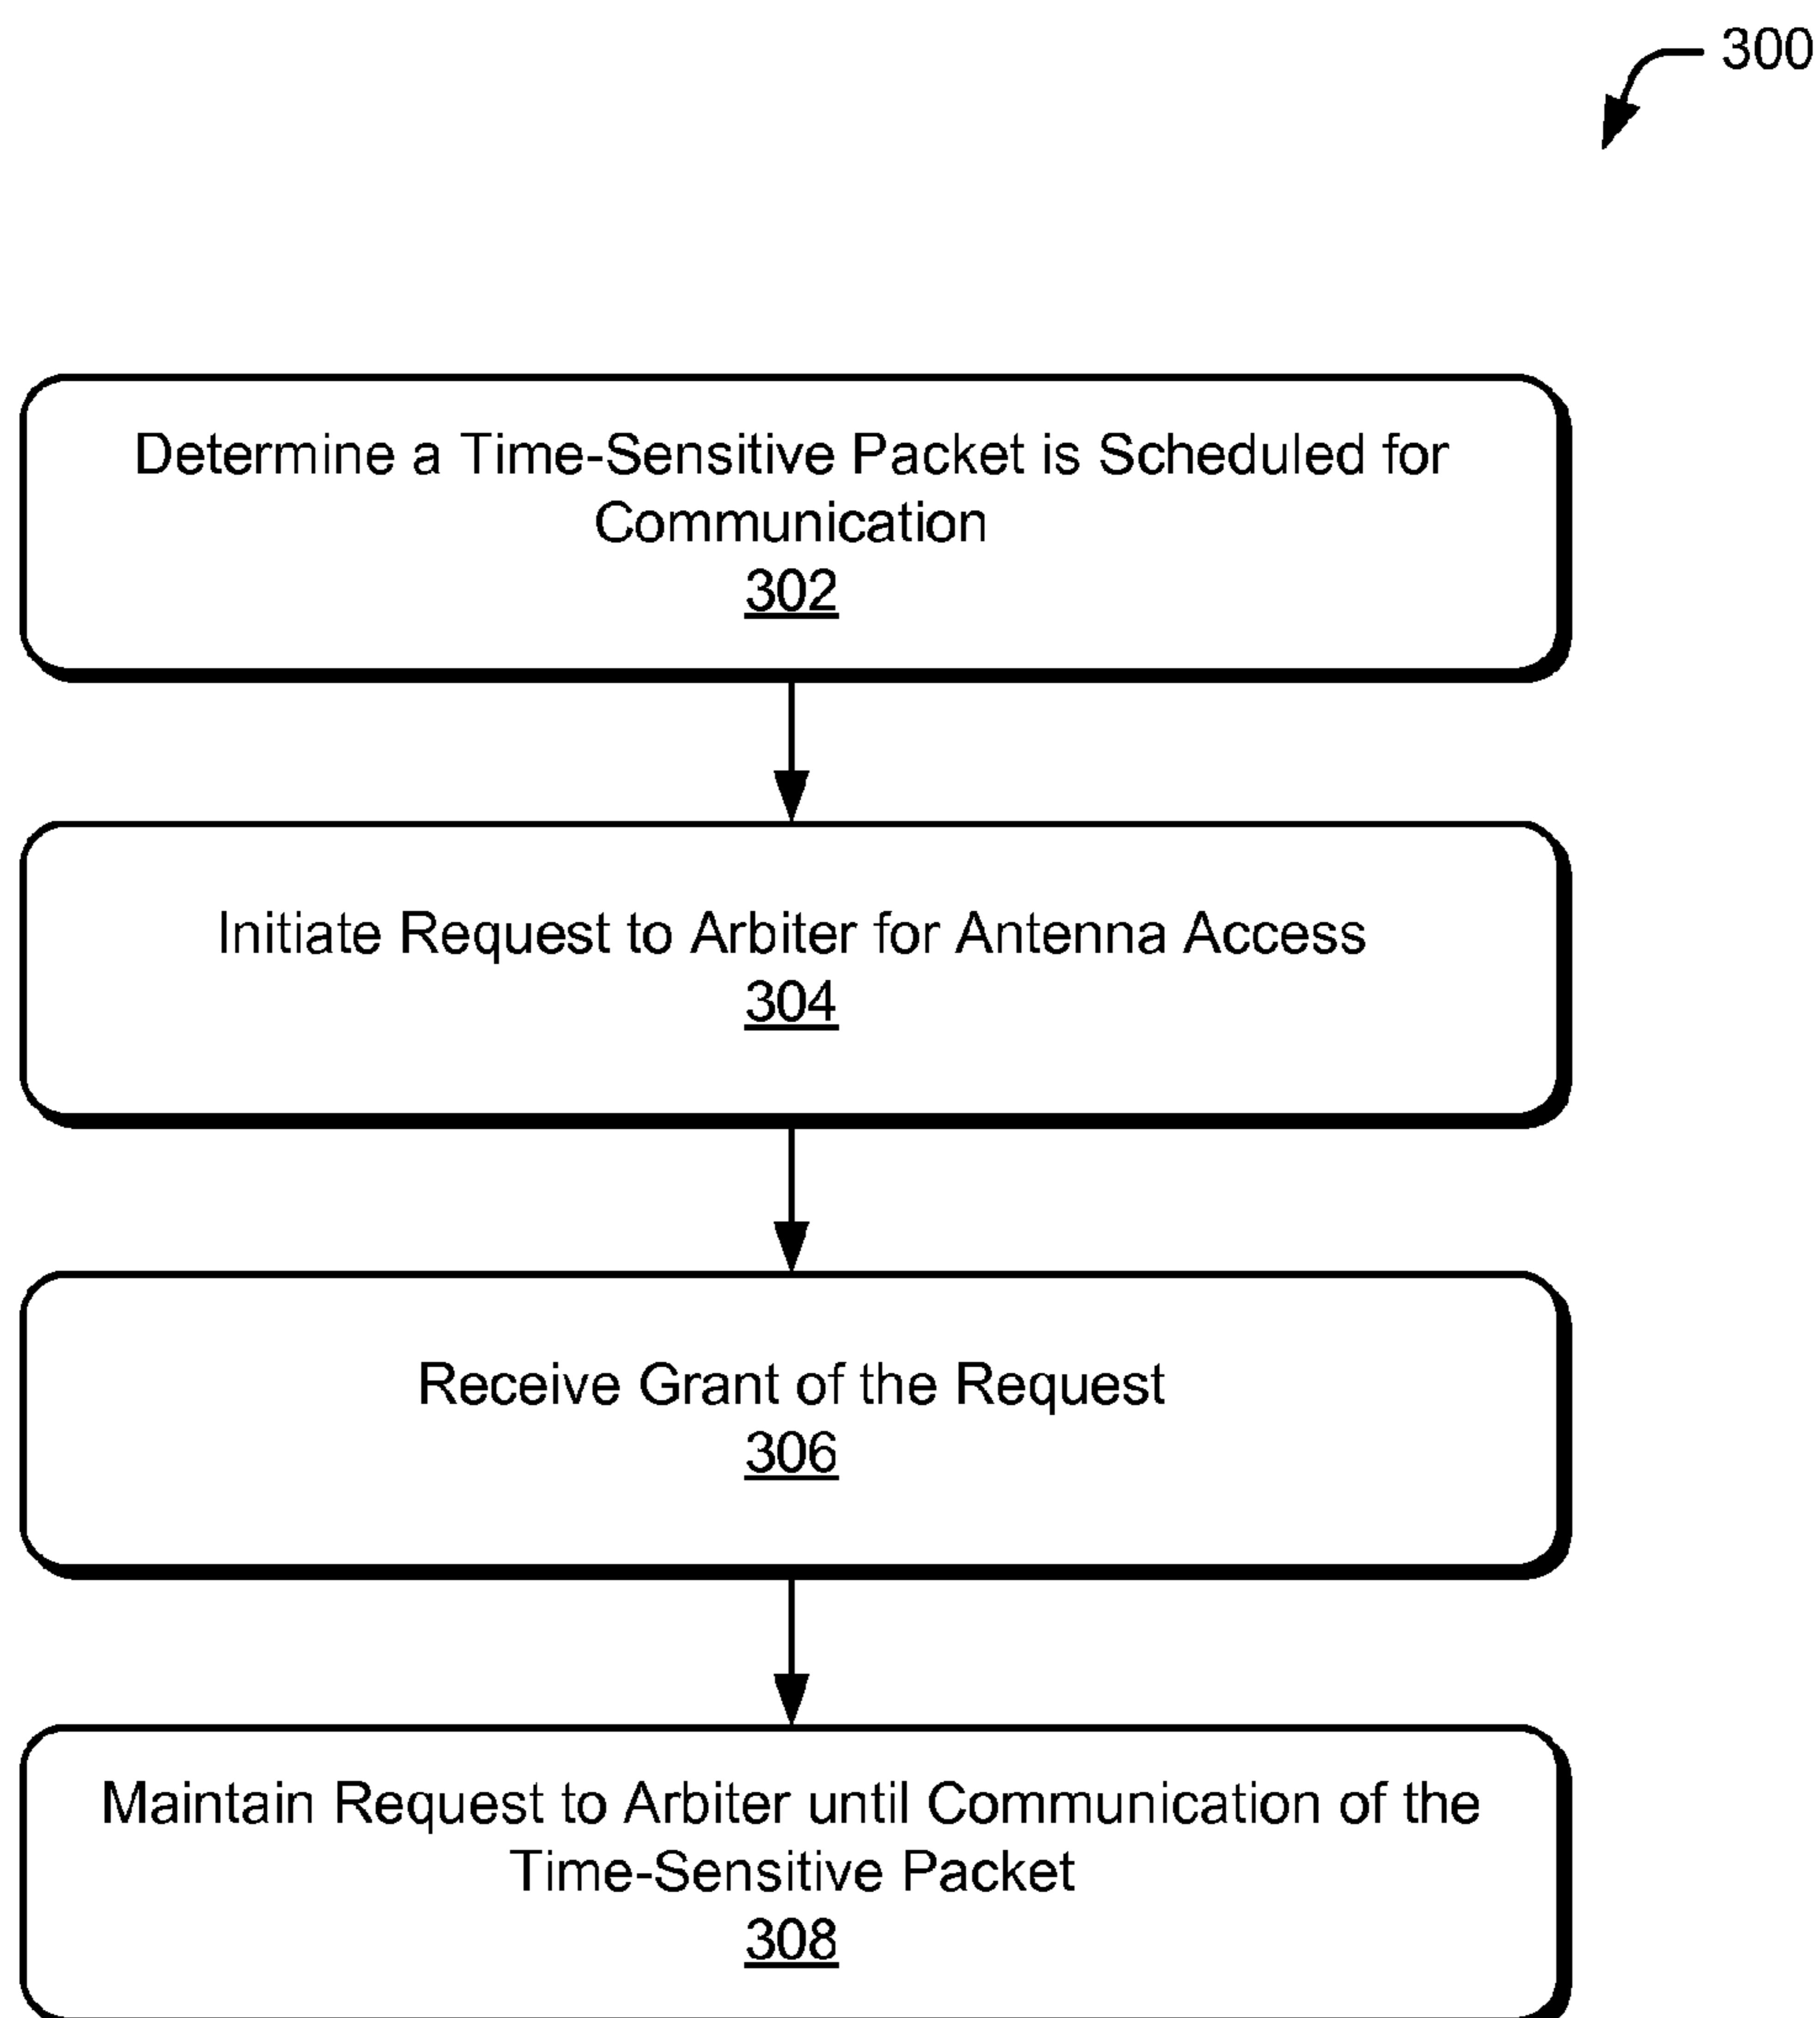 300
Determine a Time-Sensitive Packet is Scheduled for
Communication
302
Initiate Request to Arbiter for Antenna Access
304
Receive Grant of the Request
306
Maintain Request to Arbiter until Communication of the
Time-Sensitive Packet
308